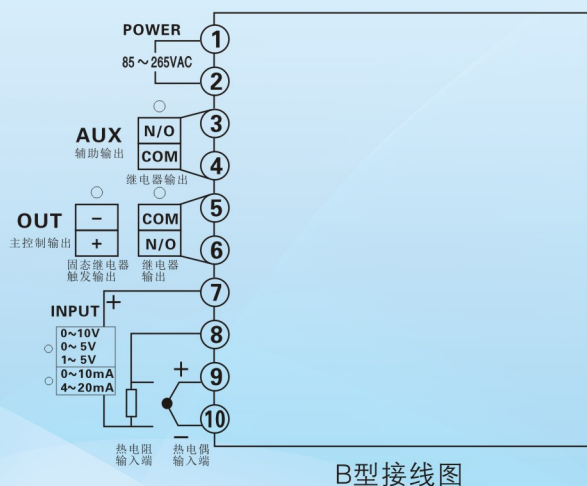 POWER
85～265VAC
1
2
AUX
辅助输出
N/O
COM
继电器输出
3
4
OUT
主控制输出
−
+
固态继电器
触发输出
COM
N/O
继电器
输出
5
6
INPUT
+
7
0~10V
0~ 5V
1~ 5V
0~10mA
4~20mA
8
+
9
−
10
热电阻
输入端
热电偶
输入端
B型接线图